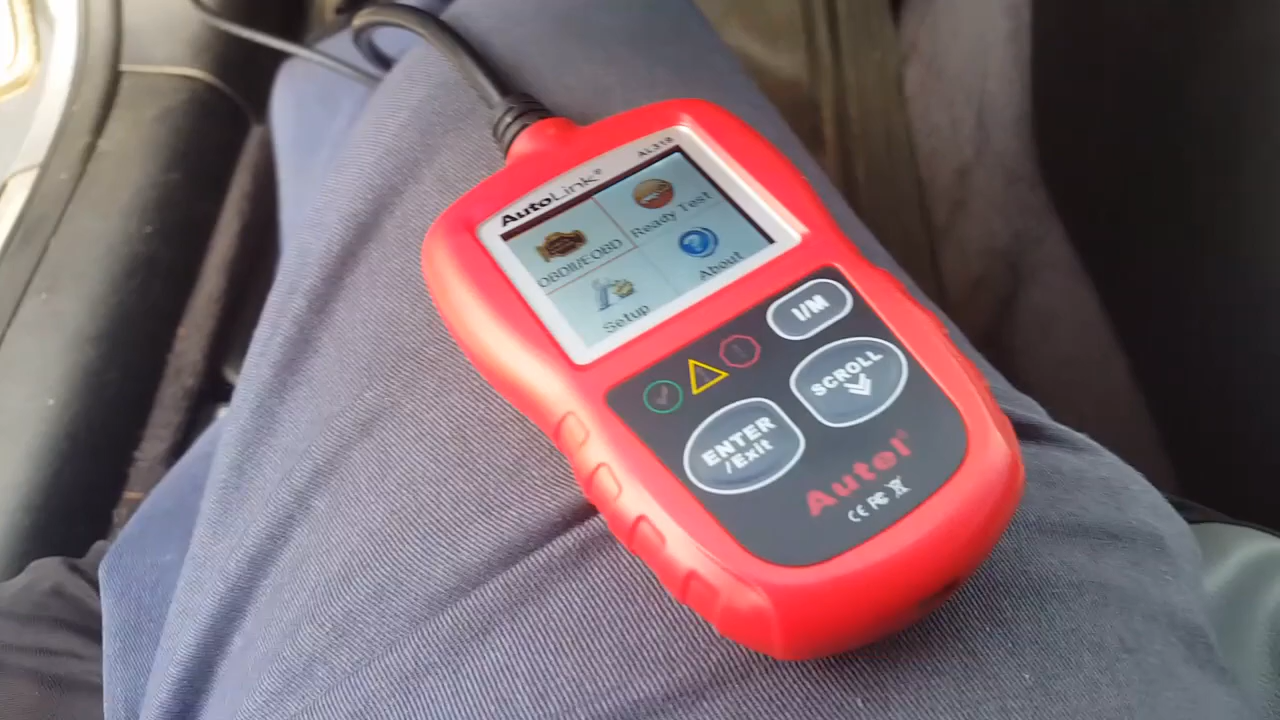 AutoLink®
AL319
OBDII/EOBD
Ready Test
Setup
About
I/M
SCROLL
ENTER
/Exit
Autel®
CE FC